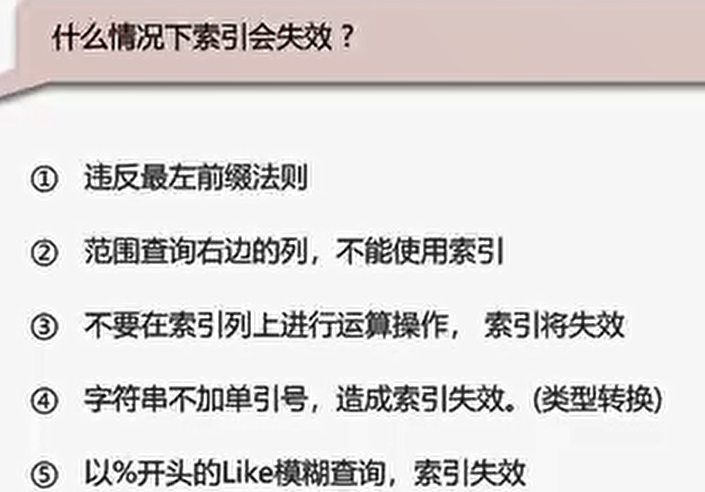 什么情况下索引会失效？
① 违反最左前缀法则
② 范围查询右边的列，不能使用索引
③ 不要在索引列上进行运算操作， 索引将失效
④ 字符串不加单引号，造成索引失效。(类型转换)
⑤ 以%开头的Like模糊查询，索引失效